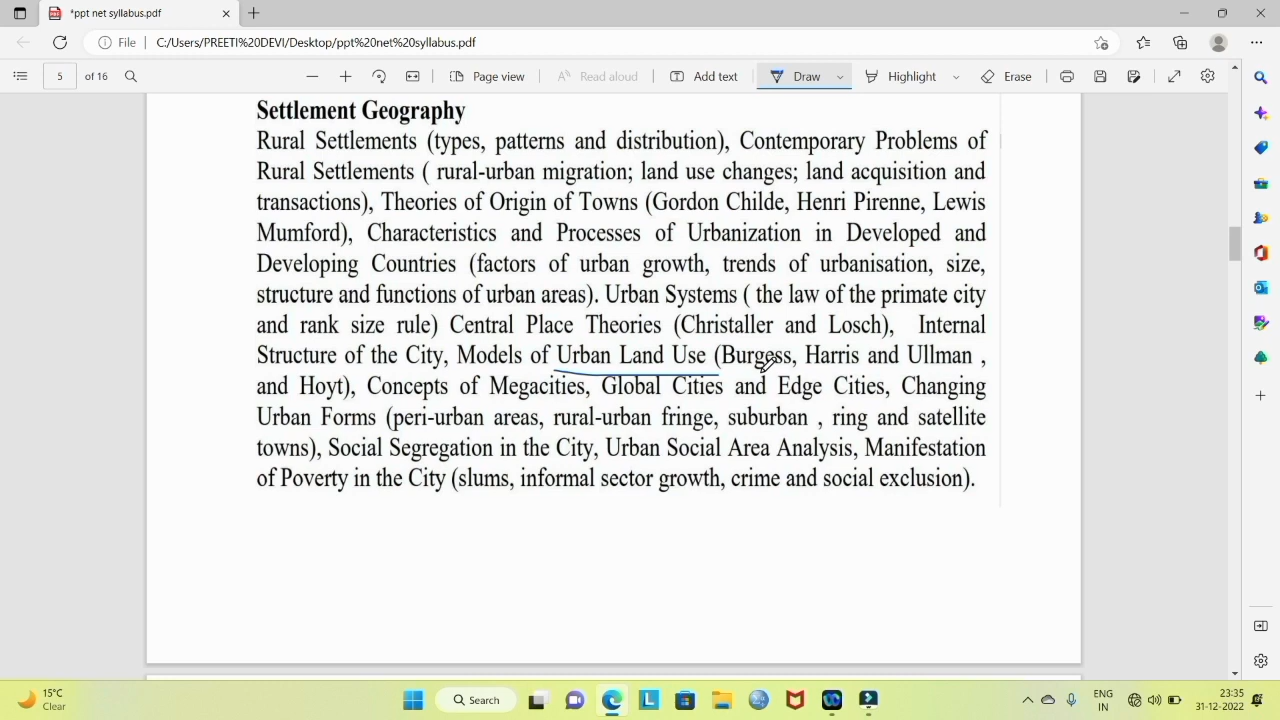 *ppt net syllabus.pdf
File
C:/Users/PREETI%20DEVI/Desktop/ppt%20net%20syllabus.pdf
5
of 16
Page view
Read aloud
Add text
Draw
Highlight
Erase
Settlement Geography
Rural Settlements (types, patterns and distribution), Contemporary Problems of
Rural Settlements ( rural-urban migration; land use changes; land acquisition and
transactions), Theories of Origin of Towns (Gordon Childe, Henri Pirenne, Lewis
Mumford), Characteristics and Processes of Urbanization in Developed and
Developing Countries (factors of urban growth, trends of urbanisation, size,
structure and functions of urban areas). Urban Systems ( the law of the primate city
and rank size rule) Central Place Theories (Christaller and Losch), Internal
Structure of the City, Models of Urban Land Use (Burgess, Harris and Ullman ,
and Hoyt), Concepts of Megacities, Global Cities and Edge Cities, Changing
Urban Forms (peri-urban areas, rural-urban fringe, suburban , ring and satellite
towns), Social Segregation in the City, Urban Social Area Analysis, Manifestation
of Poverty in the City (slums, informal sector growth, crime and social exclusion).
15°C
Clear
Search
ENG
IN
23:35
31-12-2022